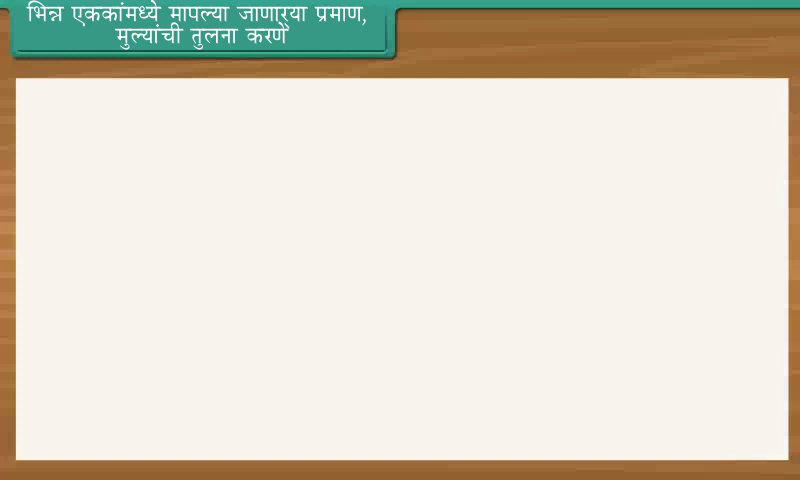 भिन्न एककांमध्ये मापल्या जाणाऱ्या प्रमाण,
मुल्यांची तुलना करणे